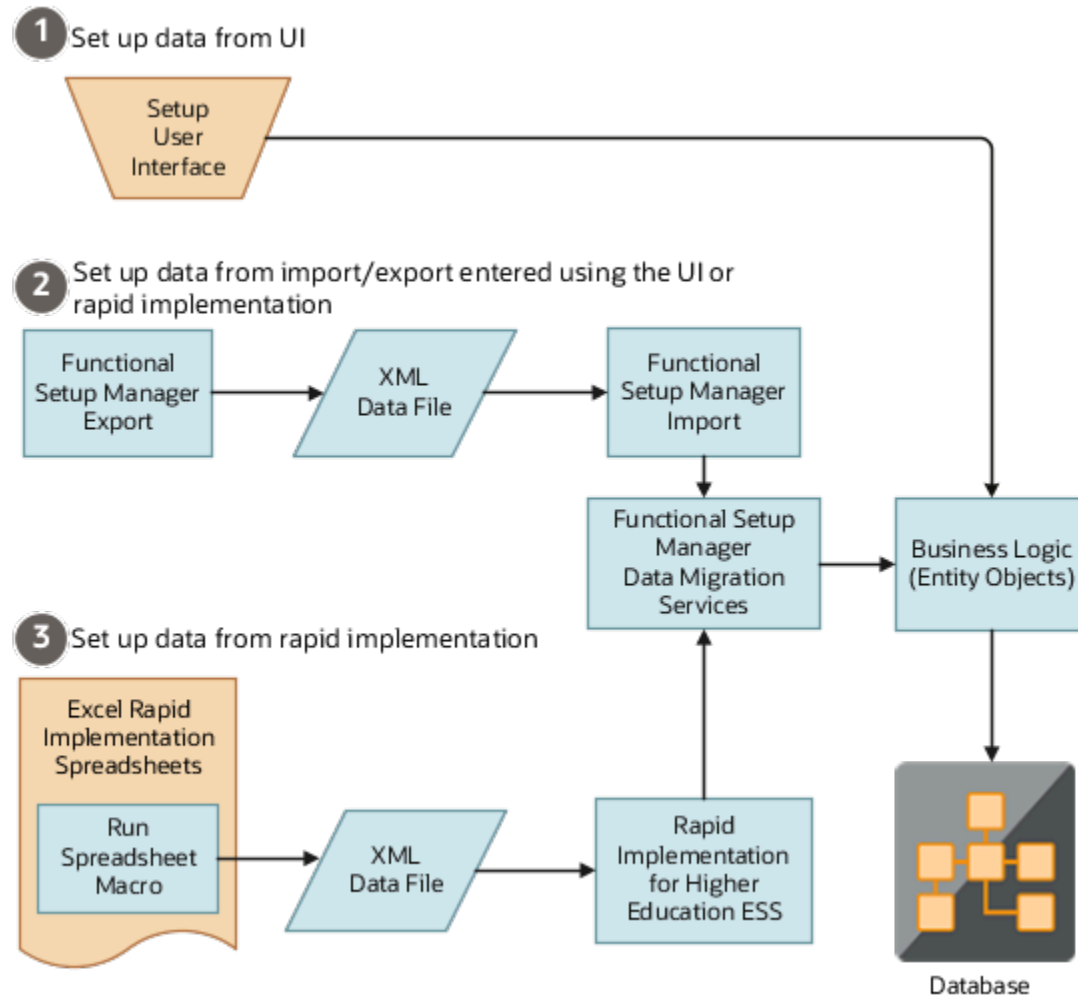 1 Set up data from UI
Setup
User
Interface
2 Set up data from import/export entered using the UI or
rapid implementation
Functional
Setup Manager
Export
XML
Data File
Functional
Setup Manager
Import
Functional Setup
Manager
Data Migration
Services
Business Logic
(Entity Objects)
3 Set up data from rapid implementation
Excel Rapid
Implementation
Spreadsheets
Run
Spreadsheet
Macro
XML
Data File
Rapid
Implementation
for Higher
Education ESS
Database